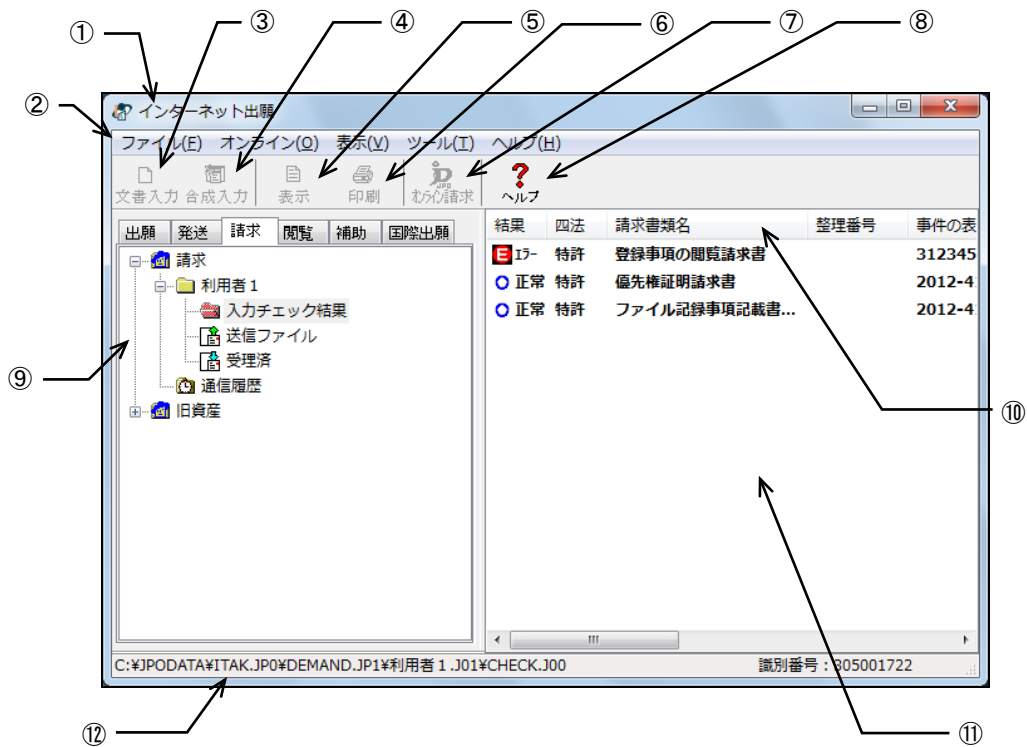 ① ③ ④ ⑤ ⑥ ⑦ ⑧
②
インターネット出願
ファイル(F) オンライン(O) 表示(V) ツール(T) ヘルプ(H)
文書入力 合成入力 表示 印刷 ｵﾝﾗｲﾝ請求 ヘルプ
出願 発送 請求 閲覧 補助 国際出願
請求
利用者１
入力チェック結果
送信ファイル
受理済
通信履歴
旧資産
結果 四法 請求書類名 整理番号 事件の表
E ｴﾗｰ 特許 登録事項の閲覧請求書 312345
正常 特許 優先権証明請求書 2012-4
正常 特許 ファイル記録事項記載書... 2012-4
⑨
⑩
C:¥JPODATA¥ITAK.JP0¥DEMAND.JP1¥利用者１.J01¥CHECK.J00 識別番号：305001722
⑫ ⑪